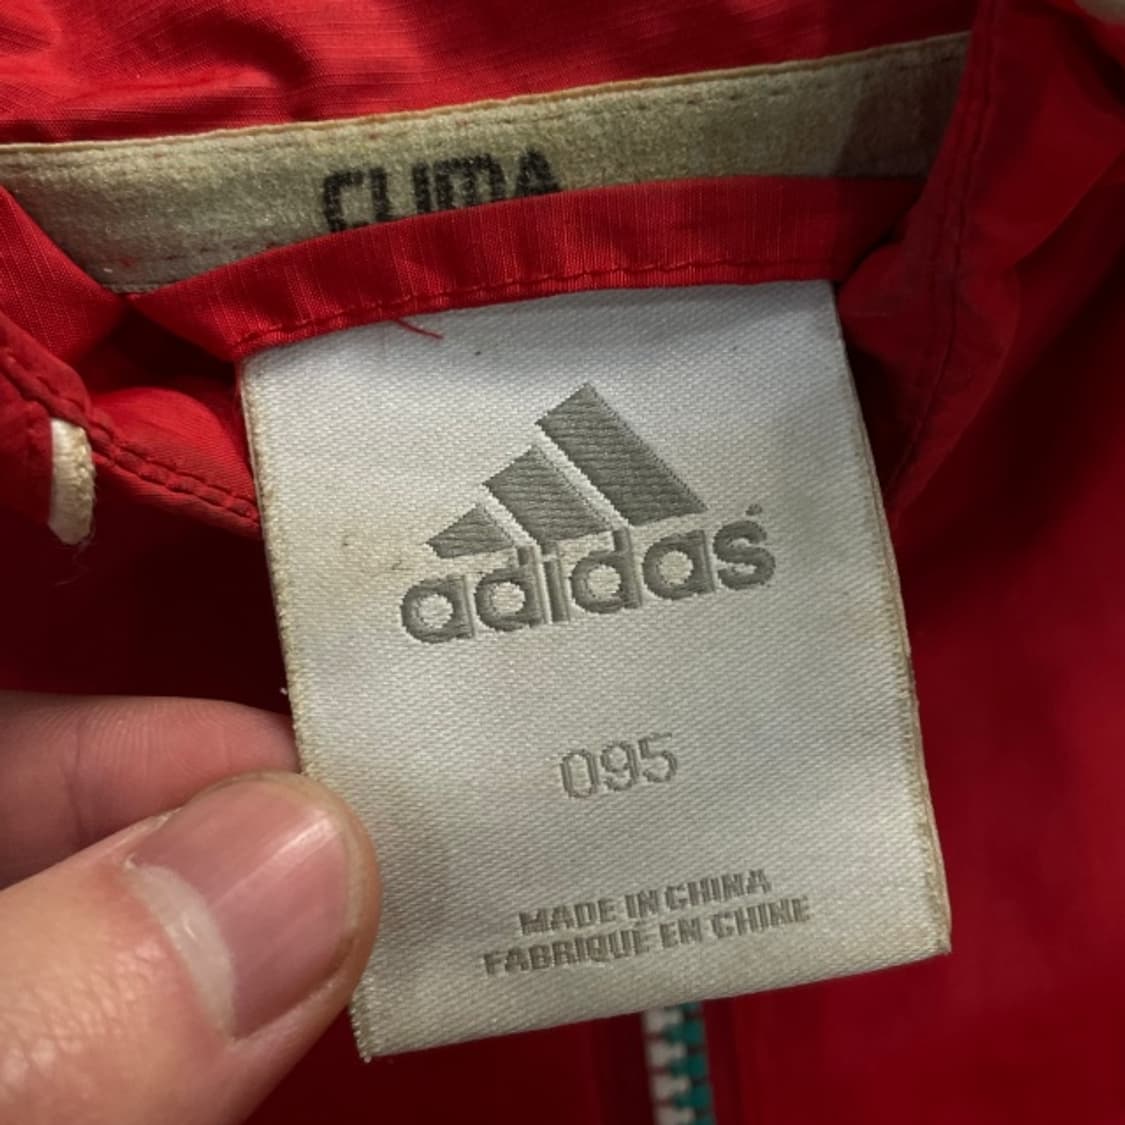 CLIMA
adidas
095
MADE IN CHINA
FABRIQUÉ EN CHINE